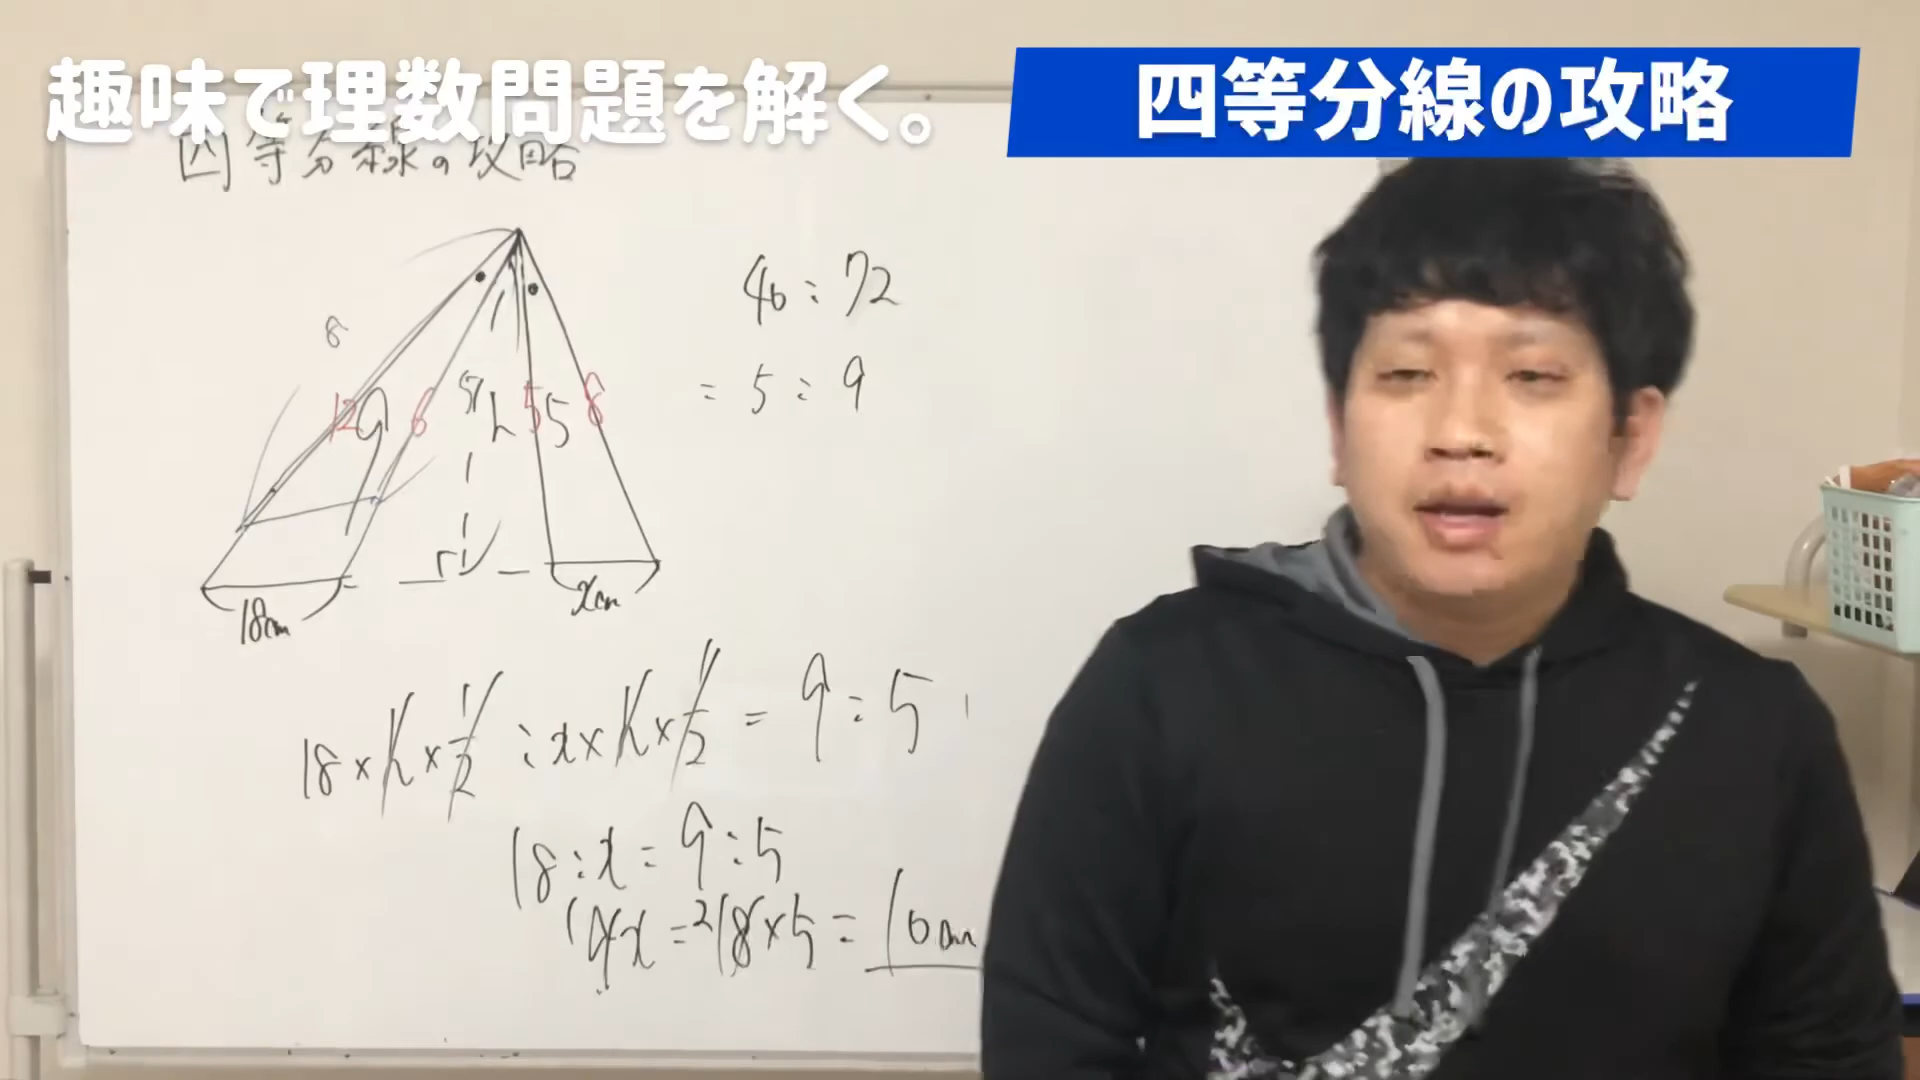 趣味で理数問題を解く。
四等分線の攻略
四等分線の攻略
8
12 9 6 h 5 5 8
18cm
xcm
40:72
= 5:9
18×h×1/2 : x×h×1/2 = 9:5
18:x = 9:5
9x = 18×5 = 10cm